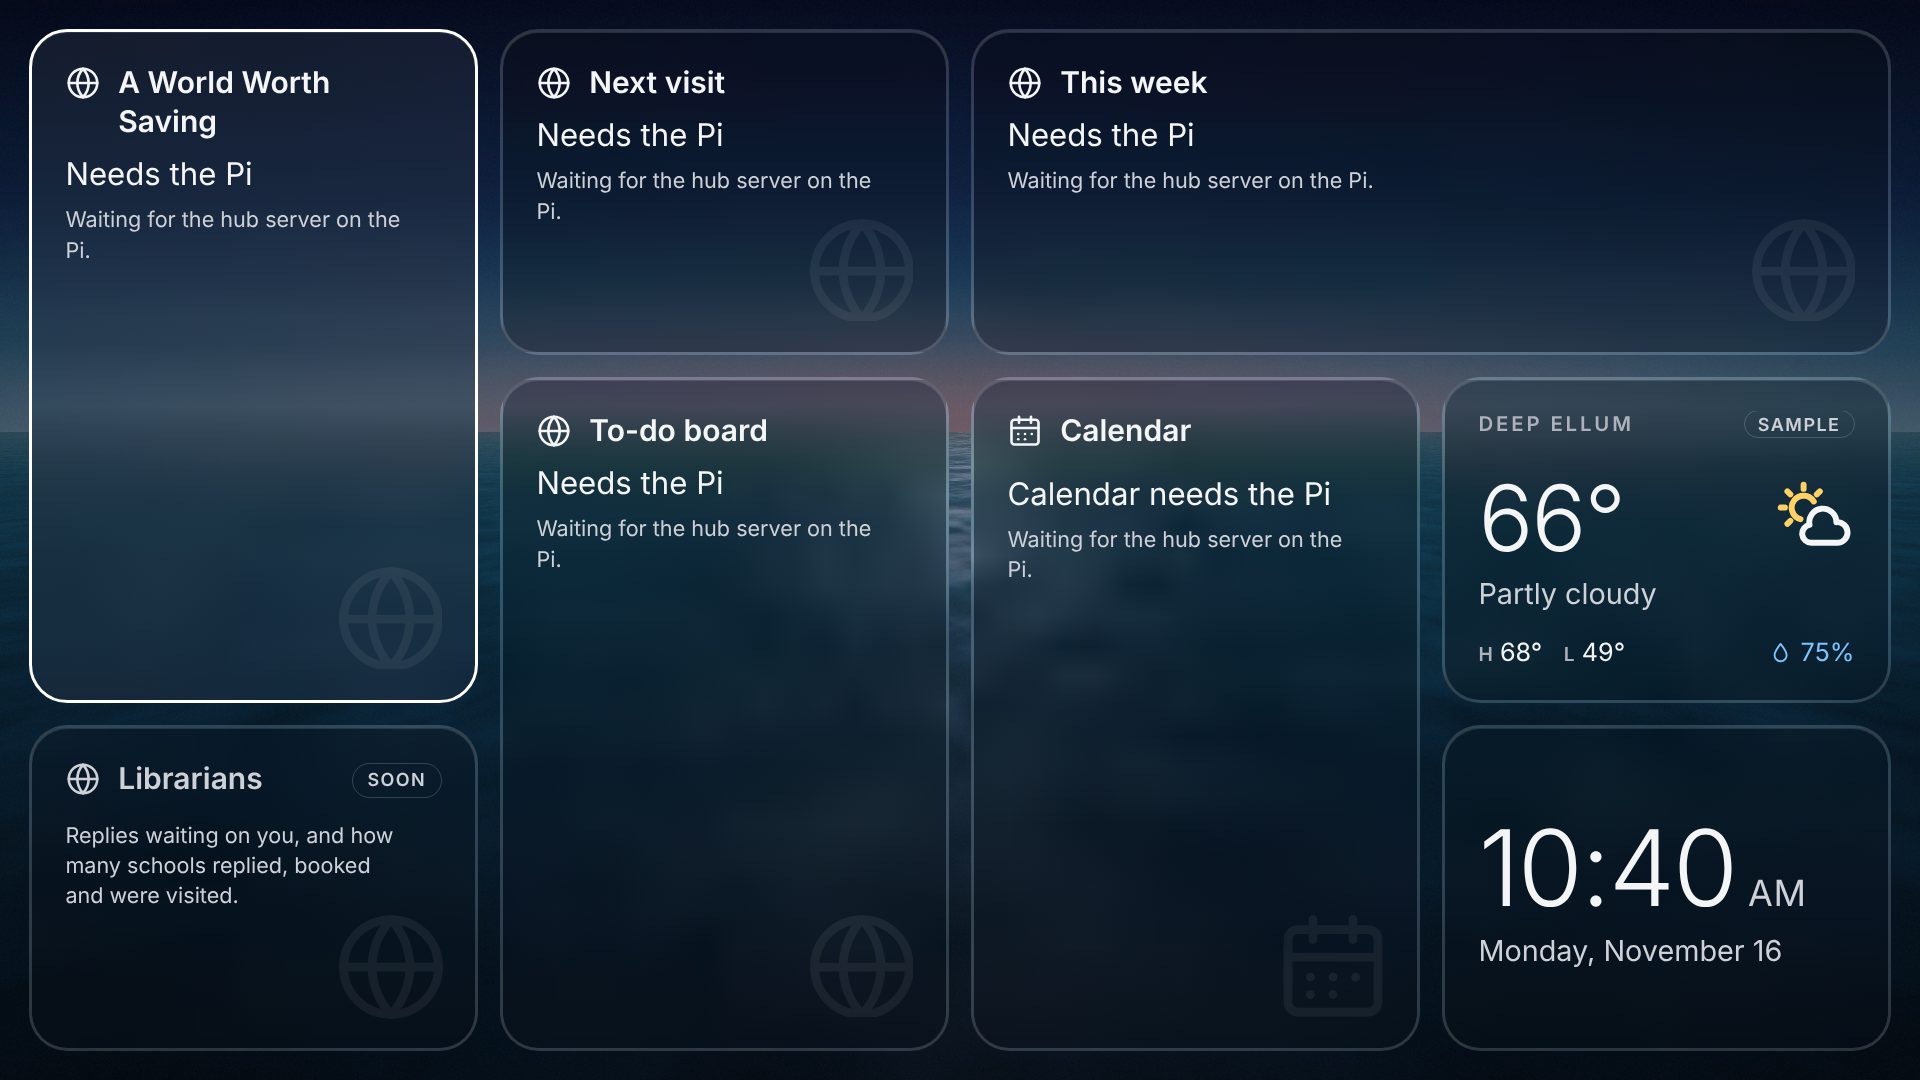 A World Worth
Saving
Needs the Pi
Waiting for the hub server on the
Pi.
Next visit
Needs the Pi
Waiting for the hub server on the
Pi.
This week
Needs the Pi
Waiting for the hub server on the Pi.
To-do board
Needs the Pi
Waiting for the hub server on the
Pi.
Calendar
Calendar needs the Pi
Waiting for the hub server on the
Pi.
DEEP ELLUM SAMPLE
66°
Partly cloudy
H 68° L 49° 75%
Librarians SOON
Replies waiting on you, and how
many schools replied, booked
and were visited.
10:40 AM
Monday, November 16